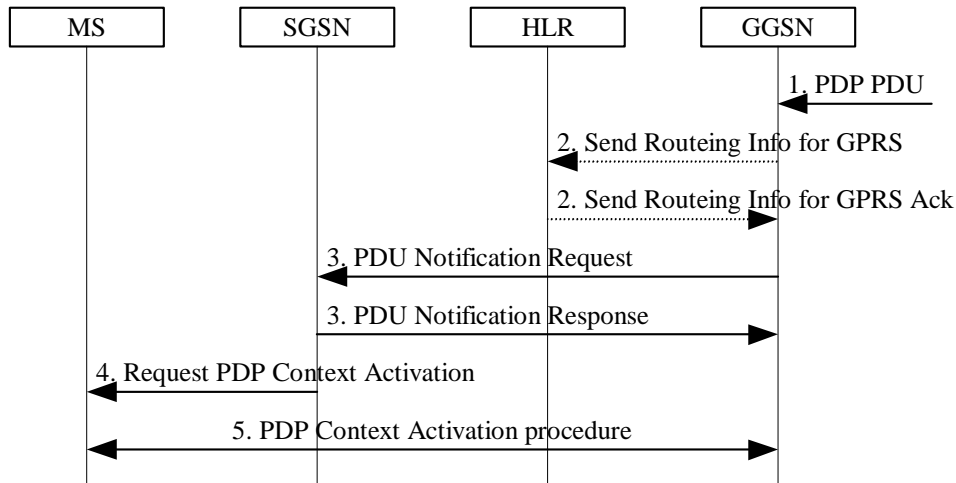 MS SGSN HLR GGSN
1. PDP PDU
2. Send Routeing Info for GPRS
2. Send Routeing Info for GPRS Ack
3. PDU Notification Request
3. PDU Notification Response
4. Request PDP Context Activation
5. PDP Context Activation procedure